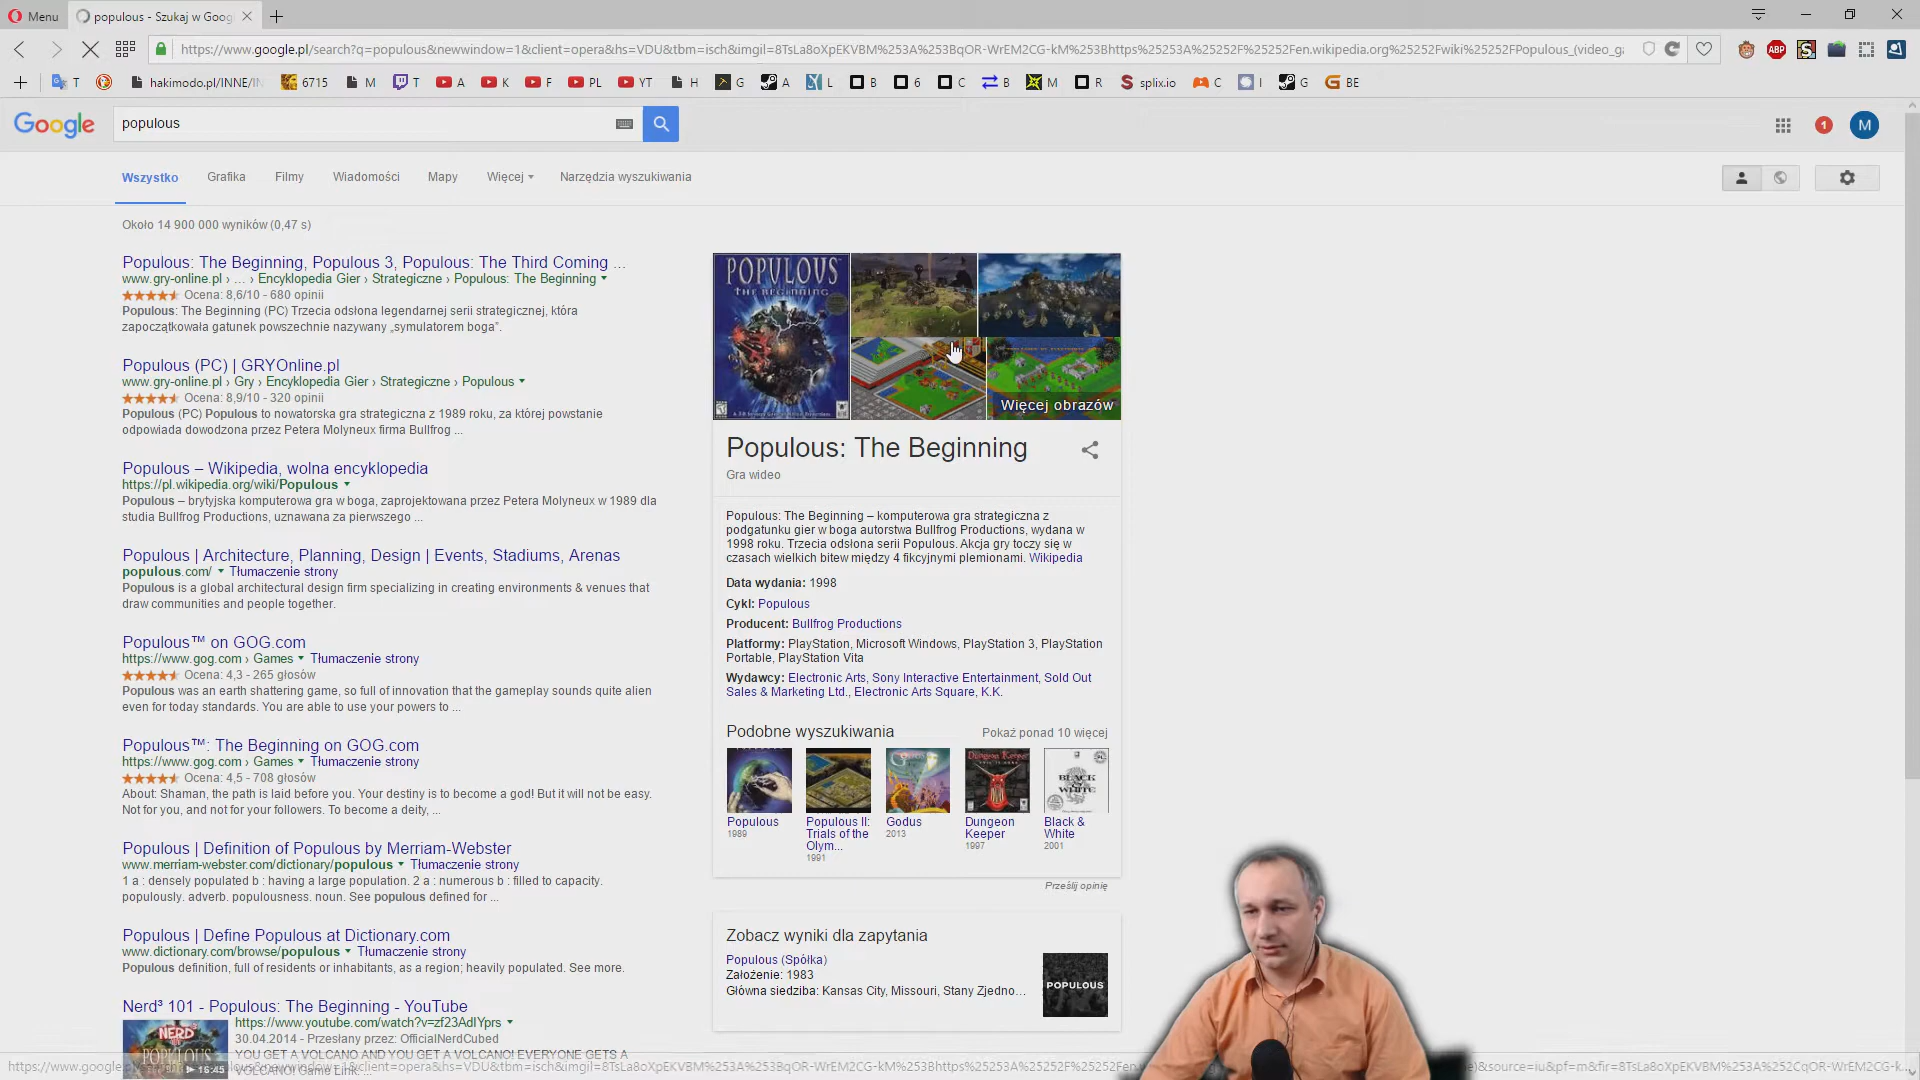 Menu
populous - Szukaj w Goog
https://www.google.pl/search?q=populous&newwindow=1&client=opera&hs=VDU&tbm=isch&imgil=8TsLa8oXpEKVBM%253A%253BqOR-WrEM2CG-kM%253Bhttps%25253A%25252F%25252Fen.wikipedia.org%25252Fwiki%25252FPopulous_(video_ga
ABP
T
hakimodo.pl/INNE/IN
6715
M
T
A
K
F
PL
YT
H
G
A
L
B
6
C
B
M
R
splix.io
C
I
G
BE
Google
populous
1
M
Wszystko
Grafika
Filmy
Wiadomości
Mapy
Więcej
Narzędzia wyszukiwania
Około 14 900 000 wyników (0,47 s)
Populous: The Beginning, Populous 3, Populous: The Third Coming ...
www.gry-online.pl › ... › Encyklopedia Gier › Strategiczne › Populous: The Beginning
Ocena: 8,6/10 - 680 opinii
Populous: The Beginning (PC) Trzecia odsłona legendarnej serii strategicznej, która
zapoczątkowała gatunek powszechnie nazywany „symulatorem boga”.
Populous (PC) | GRYOnline.pl
www.gry-online.pl › Gry › Encyklopedia Gier › Strategiczne › Populous
Ocena: 8,9/10 - 320 opinii
Populous (PC) Populous to nowatorska gra strategiczna z 1989 roku, za której powstanie
odpowiada dowodzona przez Petera Molyneux firma Bullfrog ...
Populous – Wikipedia, wolna encyklopedia
https://pl.wikipedia.org/wiki/Populous
Populous – brytyjska komputerowa gra w boga, zaprojektowana przez Petera Molyneux w 1989 dla
studia Bullfrog Productions, uznawana za pierwszego ...
Populous | Architecture, Planning, Design | Events, Stadiums, Arenas
populous.com/ Tłumaczenie strony
Populous is a global architectural design firm specializing in creating environments & venues that
draw communities and people together.
Populous™ on GOG.com
https://www.gog.com › Games Tłumaczenie strony
Ocena: 4,3 - 265 głosów
Populous was an earth shattering game, so full of innovation that the gameplay sounds quite alien
even for today standards. You are able to use your powers to ...
Populous™: The Beginning on GOG.com
https://www.gog.com › Games Tłumaczenie strony
Ocena: 4,5 - 708 głosów
About: Shaman, the path is laid before you. Your destiny is to become a god! But it will not be easy.
Not for you, and not for your followers. To become a deity, ...
Populous | Definition of Populous by Merriam-Webster
www.merriam-webster.com/dictionary/populous Tłumaczenie strony
1 a : densely populated b : having a large population. 2 a : numerous b : filled to capacity.
populously. adverb. populousness. noun. See populous defined for ...
Populous | Define Populous at Dictionary.com
www.dictionary.com/browse/populous Tłumaczenie strony
Populous definition, full of residents or inhabitants, as a region; heavily populated. See more.
Nerd³ 101 - Populous: The Beginning - YouTube
https://www.youtube.com/watch?v=zf23AdIYprs
30.04.2014 - Przesłany przez: OfficialNerdCubed
YOU GET A VOLCANO AND YOU GET A VOLCANO! EVERYONE GETS A
VOLCANO! Game Link: ...
NERD
16:45
POPULOUS
THE BEGINNING
Więcej obrazów
Populous: The Beginning
Gra wideo
Populous: The Beginning – komputerowa gra strategiczna z
podgatunku gier w boga autorstwa Bullfrog Productions, wydana w
1998 roku. Trzecia odsłona serii Populous. Akcja gry toczy się w
czasach wielkich bitew między 4 fikcyjnymi plemionami. Wikipedia
Data wydania: 1998
Cykl: Populous
Producent: Bullfrog Productions
Platformy: PlayStation, Microsoft Windows, PlayStation 3, PlayStation
Portable, PlayStation Vita
Wydawcy: Electronic Arts, Sony Interactive Entertainment, Sold Out
Sales & Marketing Ltd., Electronic Arts Square, K.K.
Podobne wyszukiwania
Pokaż ponad 10 więcej
Dungeon Keeper
BLACK & WHITE
Populous
1989
Populous II:
Trials of the
Olym...
1991
Godus
2013
Dungeon
Keeper
1997
Black &
White
2001
Prześlij opinię
Zobacz wyniki dla zapytania
Populous (Spółka)
Założenie: 1983
Główna siedziba: Kansas City, Missouri, Stany Zjedno...
POPULOUS